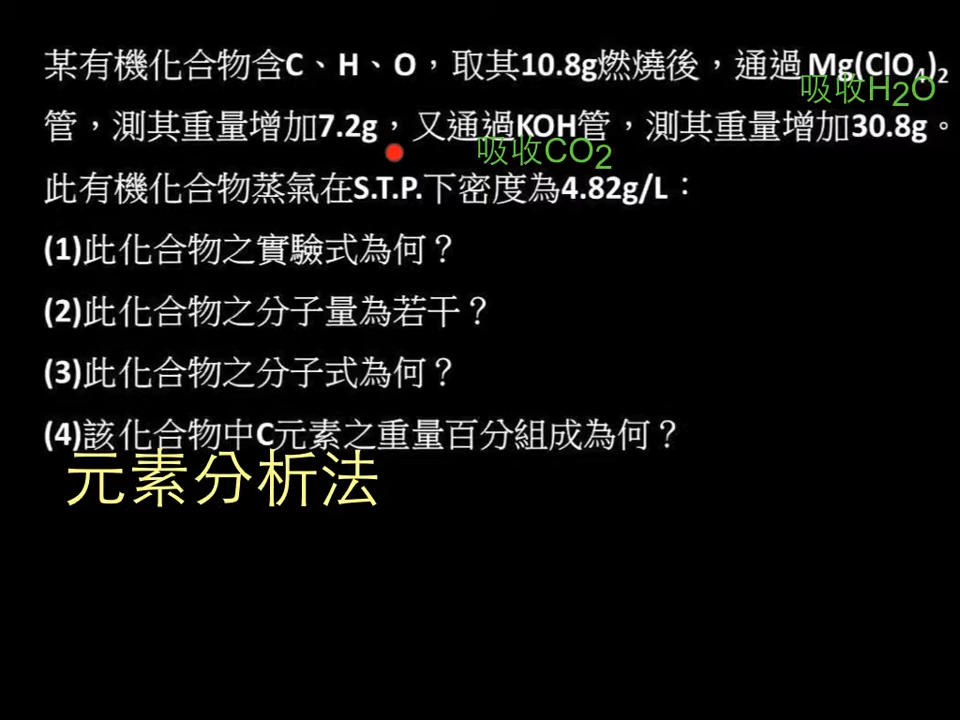 某有機化合物含C、H、O，取其10.8g燃燒後，通過 Mg(ClO4)2
吸收H2O
管，測其重量增加7.2g，又通過KOH管，測其重量增加30.8g。
吸收CO2
此有機化合物蒸氣在S.T.P.下密度為4.82g/L：
(1)此化合物之實驗式為何？
(2)此化合物之分子量為若干？
(3)此化合物之分子式為何？
(4)該化合物中C元素之重量百分組成為何？
元素分析法